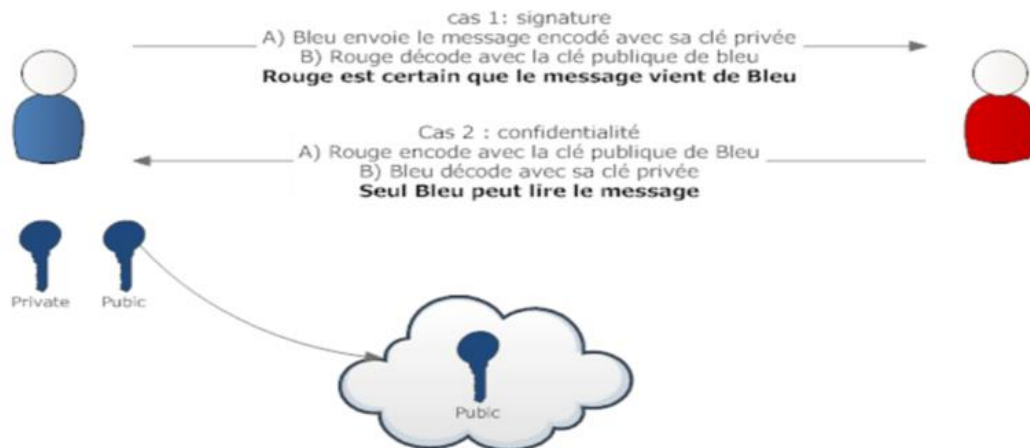 cas 1: signature
A) Bleu envoie le message encodé avec sa clé privée
B) Rouge décode avec la clé publique de bleu
Rouge est certain que le message vient de Bleu
Cas 2 : confidentialité
A) Rouge encode avec la clé publique de Bleu
B) Bleu décode avec sa clé privée
Seul Bleu peut lire le message
Private
Pubic
Pubic